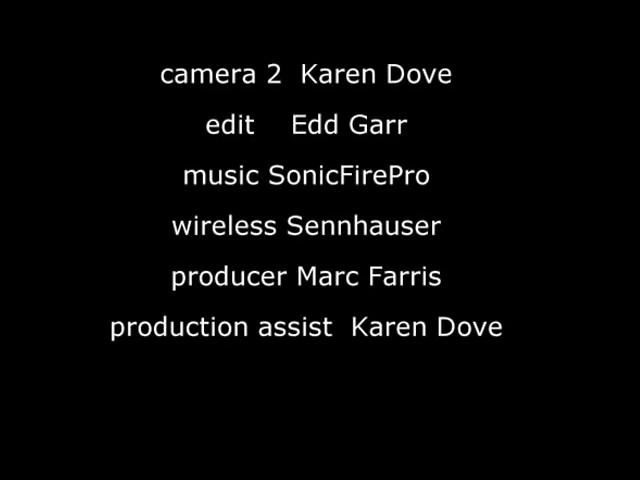 camera 2  Karen Dove
edit    Edd Garr
music SonicFirePro
wireless Sennhauser
producer Marc Farris
production assist  Karen Dove